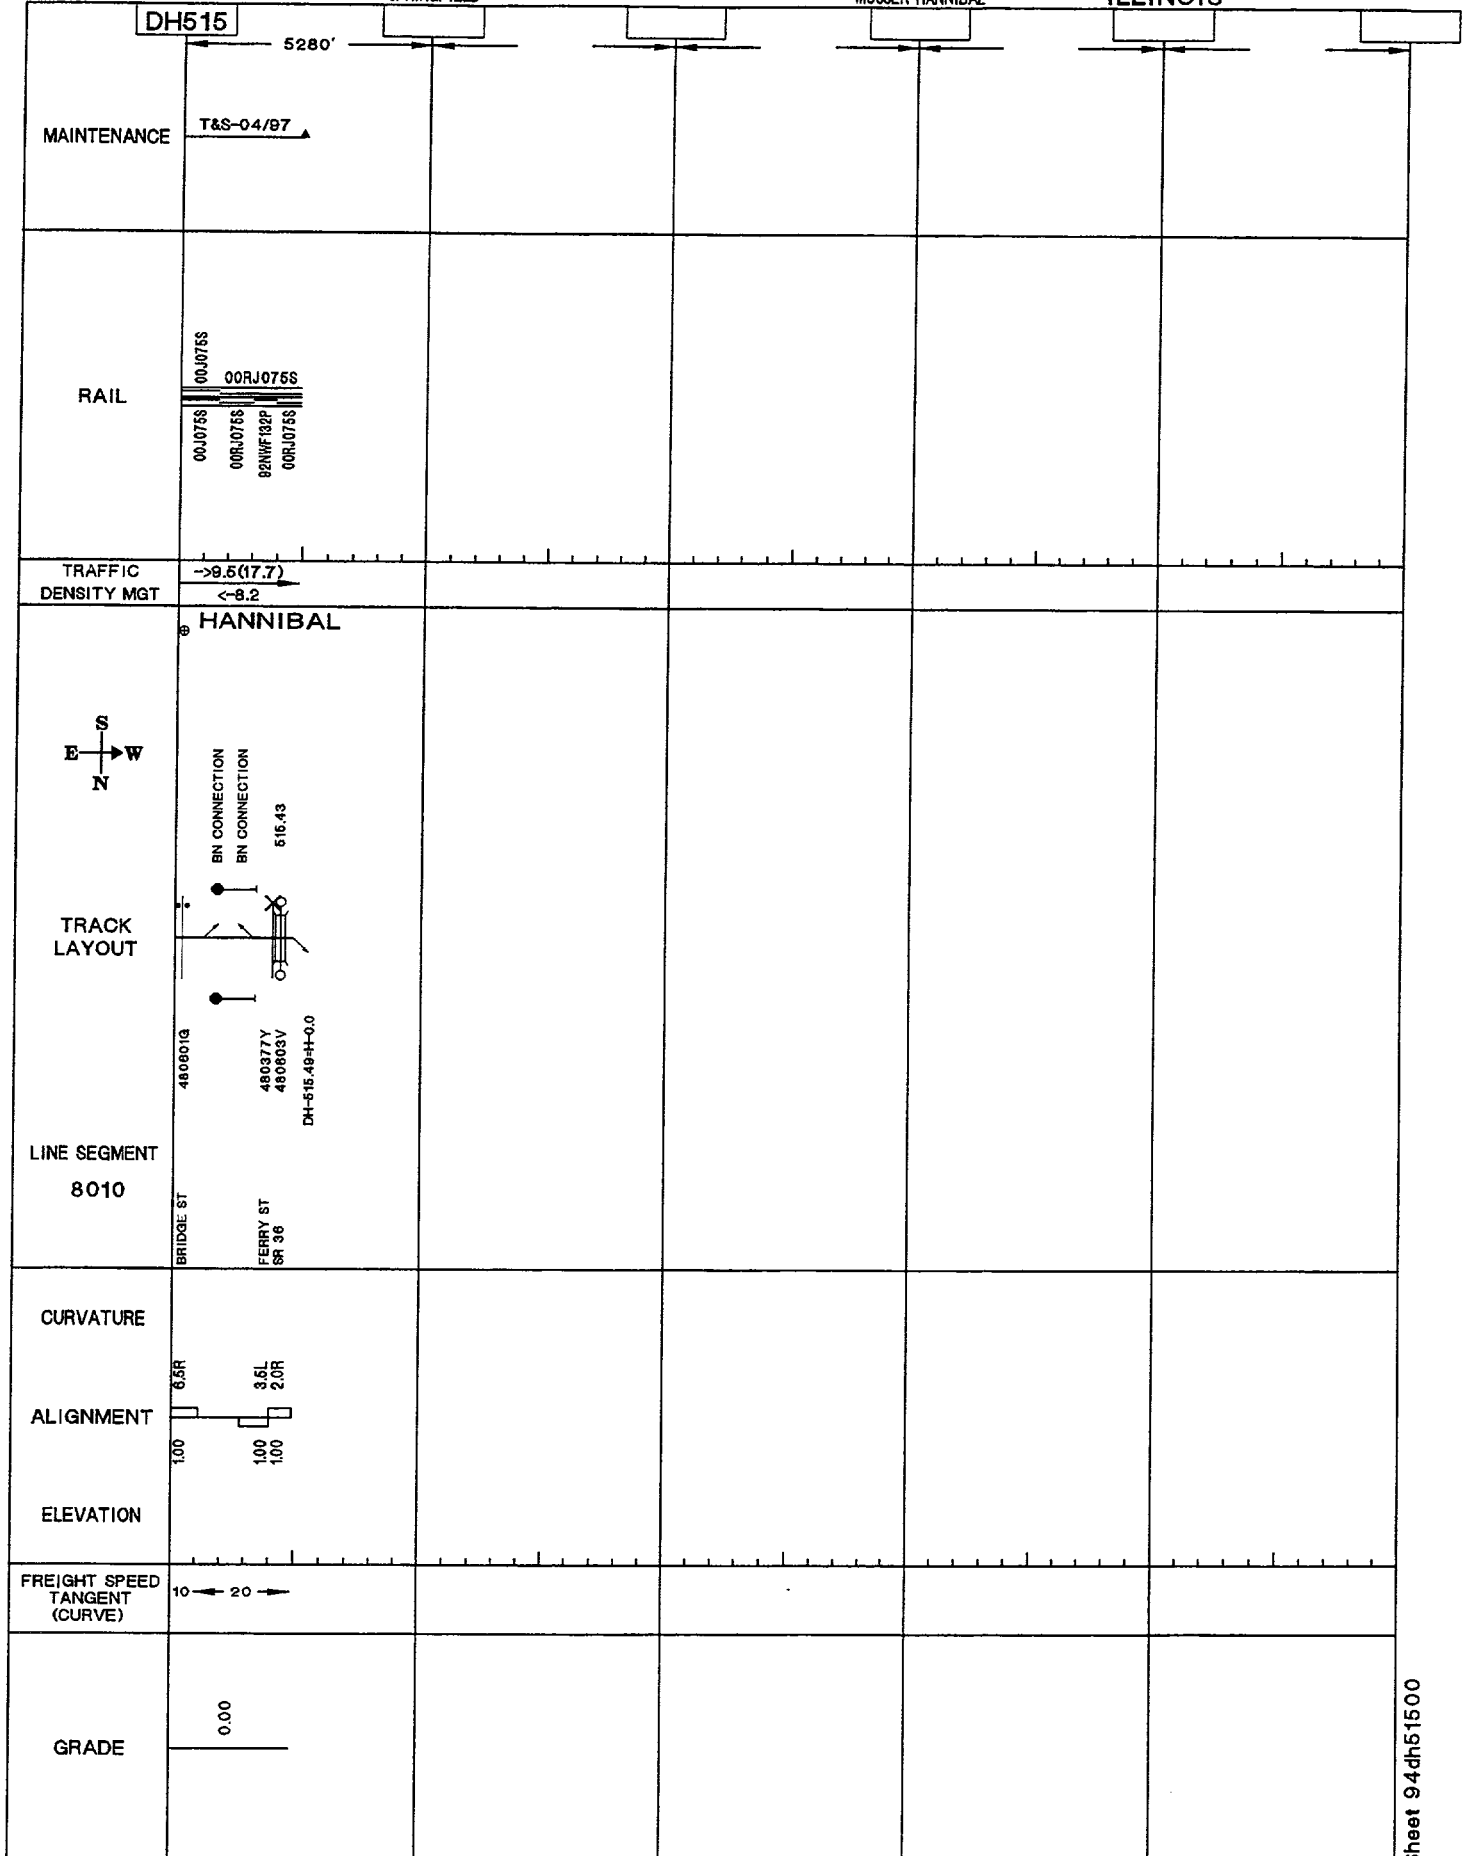 ILLINOIS
DH515
5280'
MAINTENANCE
T&S-04/97
RAIL
00J075S
00RJ075S
00J075S
00RJ075S
92NWF132P
00RJ075S
TRAFFIC
DENSITY MGT
->9.5(17.7)
<-8.2
HANNIBAL
S
E W
N
BN CONNECTION
BN CONNECTION
515.43
TRACK
LAYOUT
480601G
480377Y
480603V
DH-515.49=H-0.0
LINE SEGMENT
8010
BRIDGE ST
FERRY ST
SR 36
CURVATURE
6.5R
3.5L
2.0R
ALIGNMENT
1.00
1.00
1.00
ELEVATION
FREIGHT SPEED
TANGENT
(CURVE)
10
20
GRADE
0.00
Sheet 94dh51500